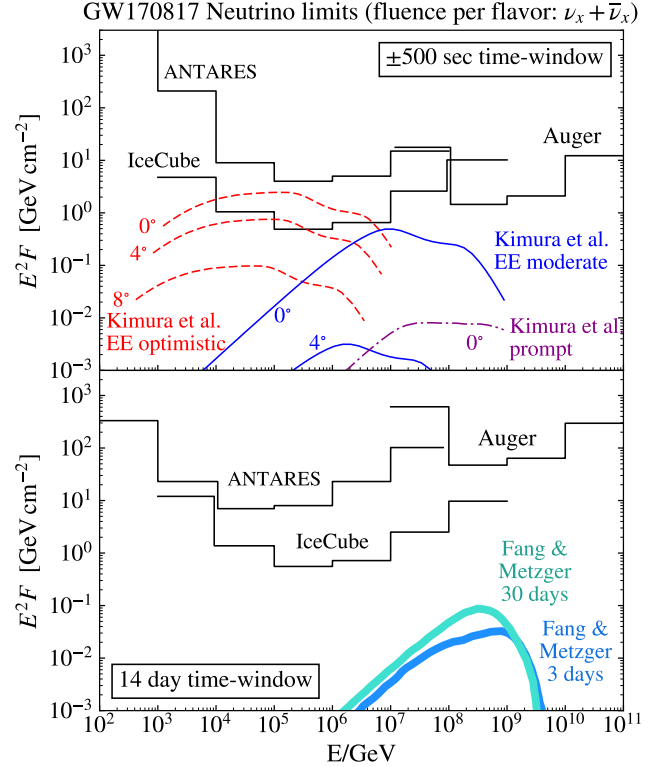 GW170817 Neutrino limits (fluence per flavor: νₓ + ν̅ₓ)
10³
10²
10¹
10⁰
10⁻¹
10⁻²
10⁻³
E²F [GeV cm⁻²]
ANTARES
±500 sec time-window
IceCube
Auger
0°
4°
8°
Kimura et al.
EE optimistic
Kimura et al.
EE moderate
0°
4°
Kimura et al.
prompt
0°
10³
10²
10¹
10⁰
10⁻¹
10⁻²
10⁻³
E²F [GeV cm⁻²]
Auger
ANTARES
IceCube
Fang &
Metzger
30 days
Fang &
Metzger
3 days
14 day time-window
10² 10³ 10⁴ 10⁵ 10⁶ 10⁷ 10⁸ 10⁹ 10¹⁰ 10¹¹
E/GeV